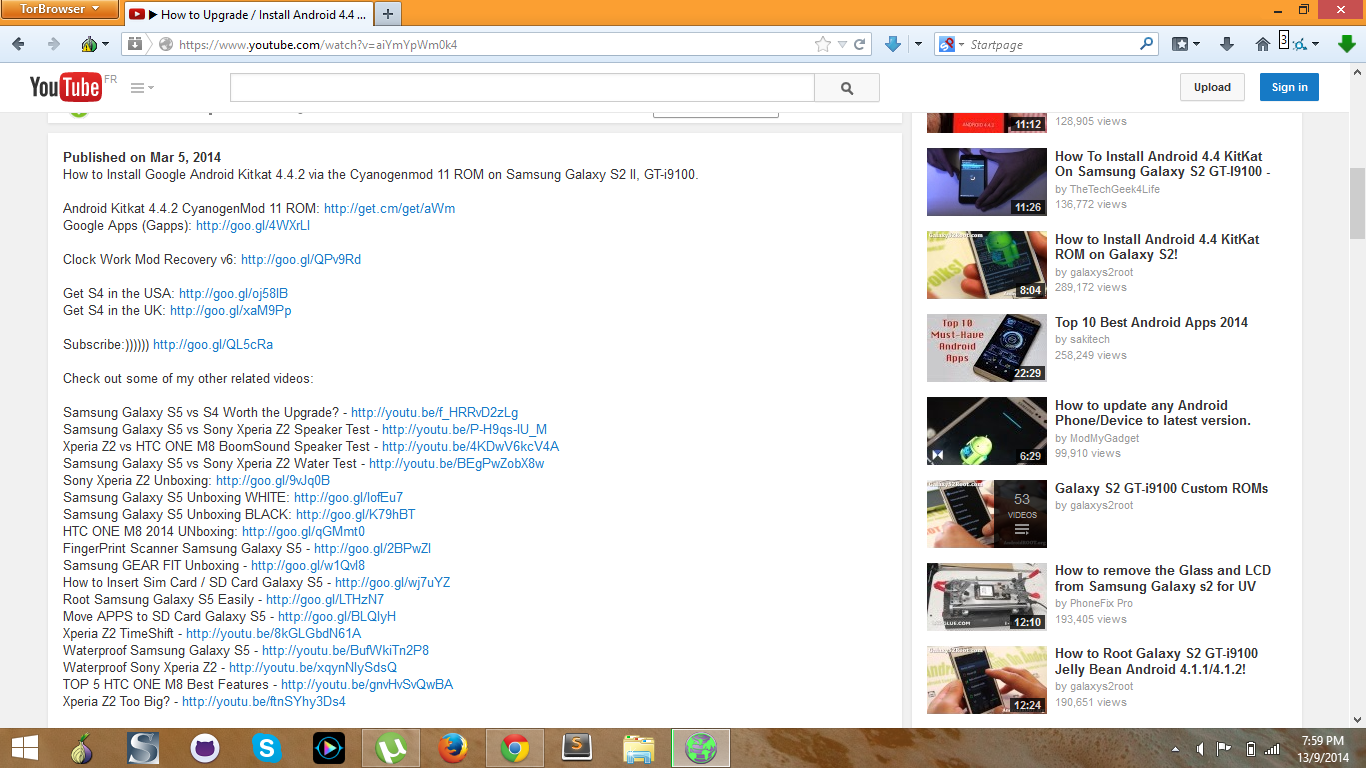 TorBrowser
▶ How to Upgrade / Install Android 4.4 ...
https://www.youtube.com/watch?v=aiYmYpWm0k4
Startpage
3
YouTube FR
Upload
Sign in
Published on Mar 5, 2014
How to Install Google Android Kitkat 4.4.2 via the Cyanogenmod 11 ROM on Samsung Galaxy S2 II, GT-i9100.
Android Kitkat 4.4.2 CyanogenMod 11 ROM: http://get.cm/get/aWm
Google Apps (Gapps): http://goo.gl/4WXrLl
Clock Work Mod Recovery v6: http://goo.gl/QPv9Rd
Get S4 in the USA: http://goo.gl/oj58lB
Get S4 in the UK: http://goo.gl/xaM9Pp
Subscribe:)))))) http://goo.gl/QL5cRa
Check out some of my other related videos:
Samsung Galaxy S5 vs S4 Worth the Upgrade? - http://youtu.be/f_HRRvD2zLg
Samsung Galaxy S5 vs Sony Xperia Z2 Speaker Test - http://youtu.be/P-H9qs-lU_M
Xperia Z2 vs HTC ONE M8 BoomSound Speaker Test - http://youtu.be/4KDwV6kcV4A
Samsung Galaxy S5 vs Sony Xperia Z2 Water Test - http://youtu.be/BEgPwZobX8w
Sony Xperia Z2 Unboxing: http://goo.gl/9vJq0B
Samsung Galaxy S5 Unboxing WHITE: http://goo.gl/IofEu7
Samsung Galaxy S5 Unboxing BLACK: http://goo.gl/K79hBT
HTC ONE M8 2014 UNboxing: http://goo.gl/qGMmt0
FingerPrint Scanner Samsung Galaxy S5 - http://goo.gl/2BPwZl
Samsung GEAR FIT Unboxing - http://goo.gl/w1Qvl8
How to Insert Sim Card / SD Card Galaxy S5 - http://goo.gl/wj7uYZ
Root Samsung Galaxy S5 Easily - http://goo.gl/LTHzN7
Move APPS to SD Card Galaxy S5 - http://goo.gl/BLQIyH
Xperia Z2 TimeShift - http://youtu.be/8kGLGbdN61A
Waterproof Samsung Galaxy S5 - http://youtu.be/BufWkiTn2P8
Waterproof Sony Xperia Z2 - http://youtu.be/xqynNlySdsQ
TOP 5 HTC ONE M8 Best Features - http://youtu.be/gnvHvSvQwBA
Xperia Z2 Too Big? - http://youtu.be/ftnSYhy3Ds4
ANDROID 4.4.2
11:12
128,905 views
11:26
How To Install Android 4.4 KitKat
On Samsung Galaxy S2 GT-I9100 -
by TheTechGeek4Life
136,772 views
GalaxyS2Root.com
8:04
How to Install Android 4.4 KitKat
ROM on Galaxy S2!
by galaxys2root
289,172 views
Top 10
Must-Have
Android
Apps
22:29
Top 10 Best Android Apps 2014
by sakitech
258,249 views
6:29
How to update any Android
Phone/Device to latest version.
by ModMyGadget
99,910 views
GalaxyS2Root.com
53
VIDEOS
Galaxy S2 GT-i9100 Custom ROMs
by galaxys2root
12:10
How to remove the Glass and LCD
from Samsung Galaxy s2 for UV
by PhoneFix Pro
193,405 views
GalaxyS2Root.com
12:24
How to Root Galaxy S2 GT-i9100
Jelly Bean Android 4.1.1/4.1.2!
by galaxys2root
190,651 views
7:59 PM
13/9/2014